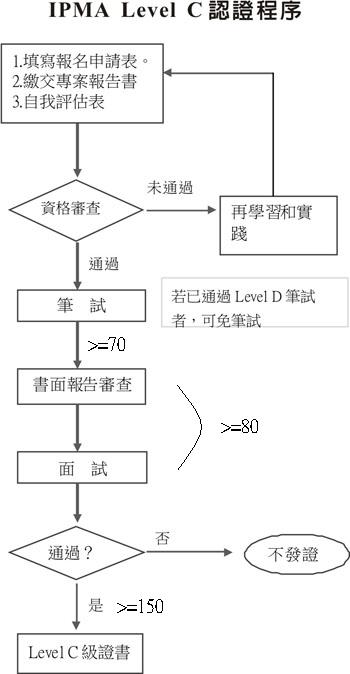 IPMA Level C 認證程序
1.填寫報名申請表。
2.繳交專案報告書
3.自我評估表
資格審查
未通過
再學習和實
踐
通過
筆 試
若已通過 Level D 筆試
者，可免筆試
>=70
書面報告審查
>=80
面 試
通過？
否
不發證
是
>=150
Level C 級證書